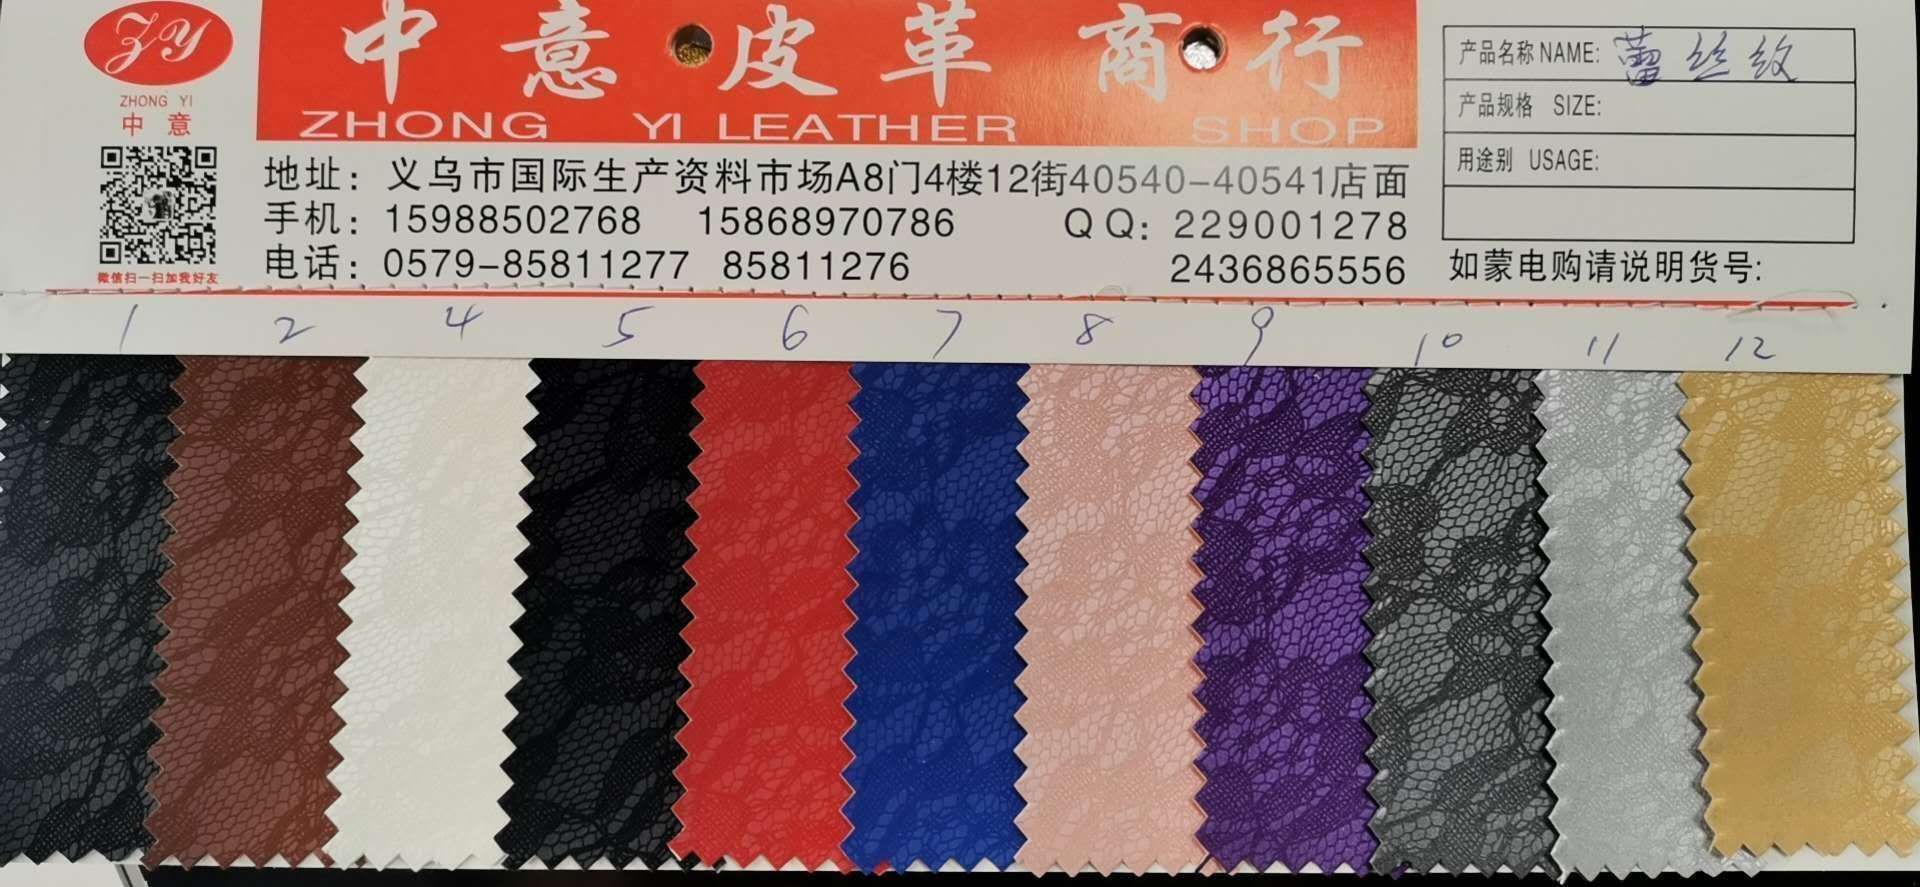 ZY
ZHONG YI
中意
微信扫一扫加我好友
中意皮革商行
ZHONG YI LEATHER SHOP
地址：义乌市国际生产资料市场A8门4楼12街40540-40541店面
手机：15988502768 15868970786 QQ：229001278
电话：0579-85811277 85811276 2436865556
产品名称 NAME: 蕾丝纹
产品规格 SIZE:
用途别 USAGE:
如蒙电购请说明货号:
1 2 4 5 6 7 8 9 10 11 12